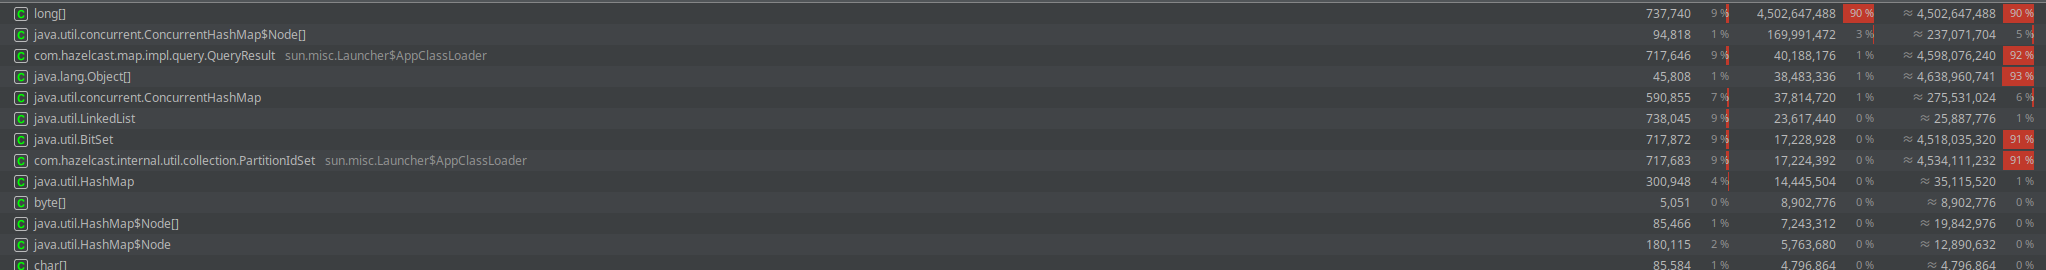 C long[] 737,740 9 % 4,502,647,488 90 % ≈ 4,502,647,488 90 %
C java.util.concurrent.ConcurrentHashMap$Node[] 94,818 1 % 169,991,472 3 % ≈ 237,071,704 5 %
C com.hazelcast.map.impl.query.QueryResult sun.misc.Launcher$AppClassLoader 717,646 9 % 40,188,176 1 % ≈ 4,598,076,240 92 %
C java.lang.Object[] 45,808 1 % 38,483,336 1 % ≈ 4,638,960,741 93 %
C java.util.concurrent.ConcurrentHashMap 590,855 7 % 37,814,720 1 % ≈ 275,531,024 6 %
C java.util.LinkedList 738,045 9 % 23,617,440 0 % ≈ 25,887,776 1 %
C java.util.BitSet 717,872 9 % 17,228,928 0 % ≈ 4,518,035,320 91 %
C com.hazelcast.internal.util.collection.PartitionIdSet sun.misc.Launcher$AppClassLoader 717,683 9 % 17,224,392 0 % ≈ 4,534,111,232 91 %
C java.util.HashMap 300,948 4 % 14,445,504 0 % ≈ 35,115,520 1 %
C byte[] 5,051 0 % 8,902,776 0 % ≈ 8,902,776 0 %
C java.util.HashMap$Node[] 85,466 1 % 7,243,312 0 % ≈ 19,842,976 0 %
C java.util.HashMap$Node 180,115 2 % 5,763,680 0 % ≈ 12,890,632 0 %
C char[] 85,584 1 % 4,796,864 0 % ≈ 4,796,864 0 %